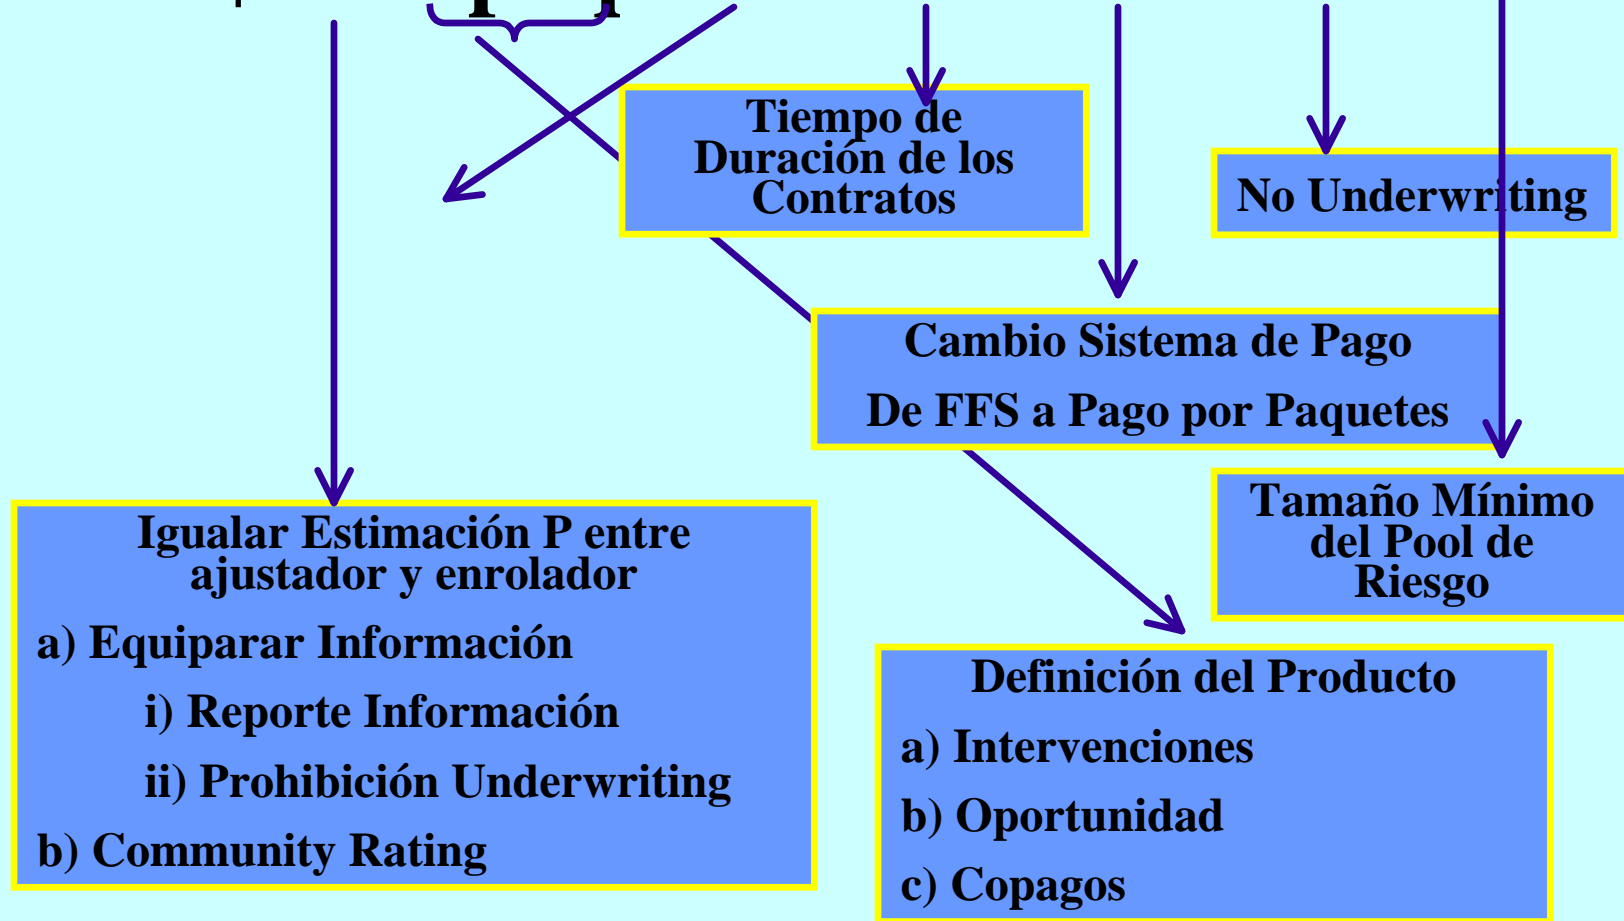 Tiempo de
Duración de los
Contratos
No Underwriting
Cambio Sistema de Pago
De FFS a Pago por Paquetes
Tamaño Mínimo
del Pool de
Riesgo
Igualar Estimación P entre
ajustador y enrolador
a) Equiparar Información
i) Reporte Información
ii) Prohibición Underwriting
b) Community Rating
Definición del Producto
a) Intervenciones
b) Oportunidad
c) Copagos